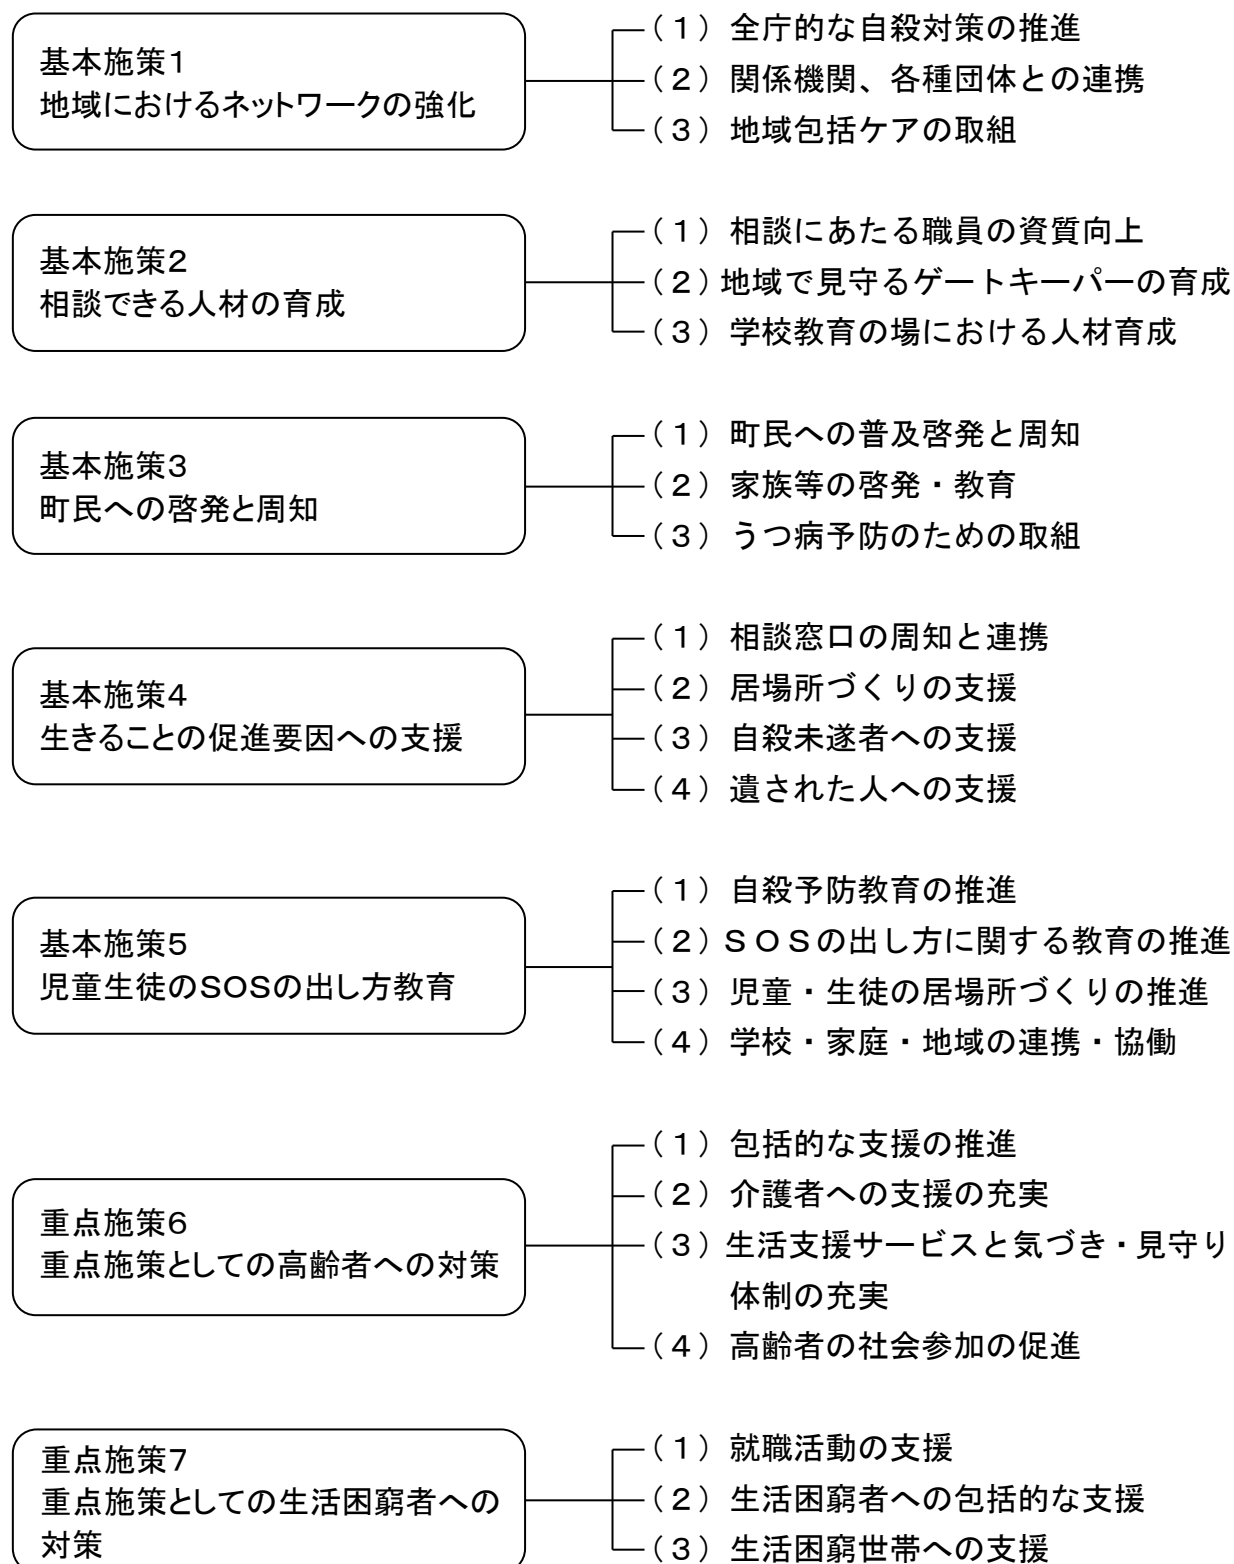 基本施策1
地域におけるネットワークの強化
（1）全庁的な自殺対策の推進
（2）関係機関、各種団体との連携
（3）地域包括ケアの取組
基本施策2
相談できる人材の育成
（1）相談にあたる職員の資質向上
（2）地域で見守るゲートキーパーの育成
（3）学校教育の場における人材育成
基本施策3
町民への啓発と周知
（1）町民への普及啓発と周知
（2）家族等の啓発・教育
（3）うつ病予防のための取組
基本施策4
生きることの促進要因への支援
（1）相談窓口の周知と連携
（2）居場所づくりの支援
（3）自殺未遂者への支援
（4）遺された人への支援
基本施策5
児童生徒のSOSの出し方教育
（1）自殺予防教育の推進
（2）ＳＯＳの出し方に関する教育の推進
（3）児童・生徒の居場所づくりの推進
（4）学校・家庭・地域の連携・協働
重点施策6
重点施策としての高齢者への対策
（1）包括的な支援の推進
（2）介護者への支援の充実
（3）生活支援サービスと気づき・見守り
体制の充実
（4）高齢者の社会参加の促進
重点施策7
重点施策としての生活困窮者への
対策
（1）就職活動の支援
（2）生活困窮者への包括的な支援
（3）生活困窮世帯への支援